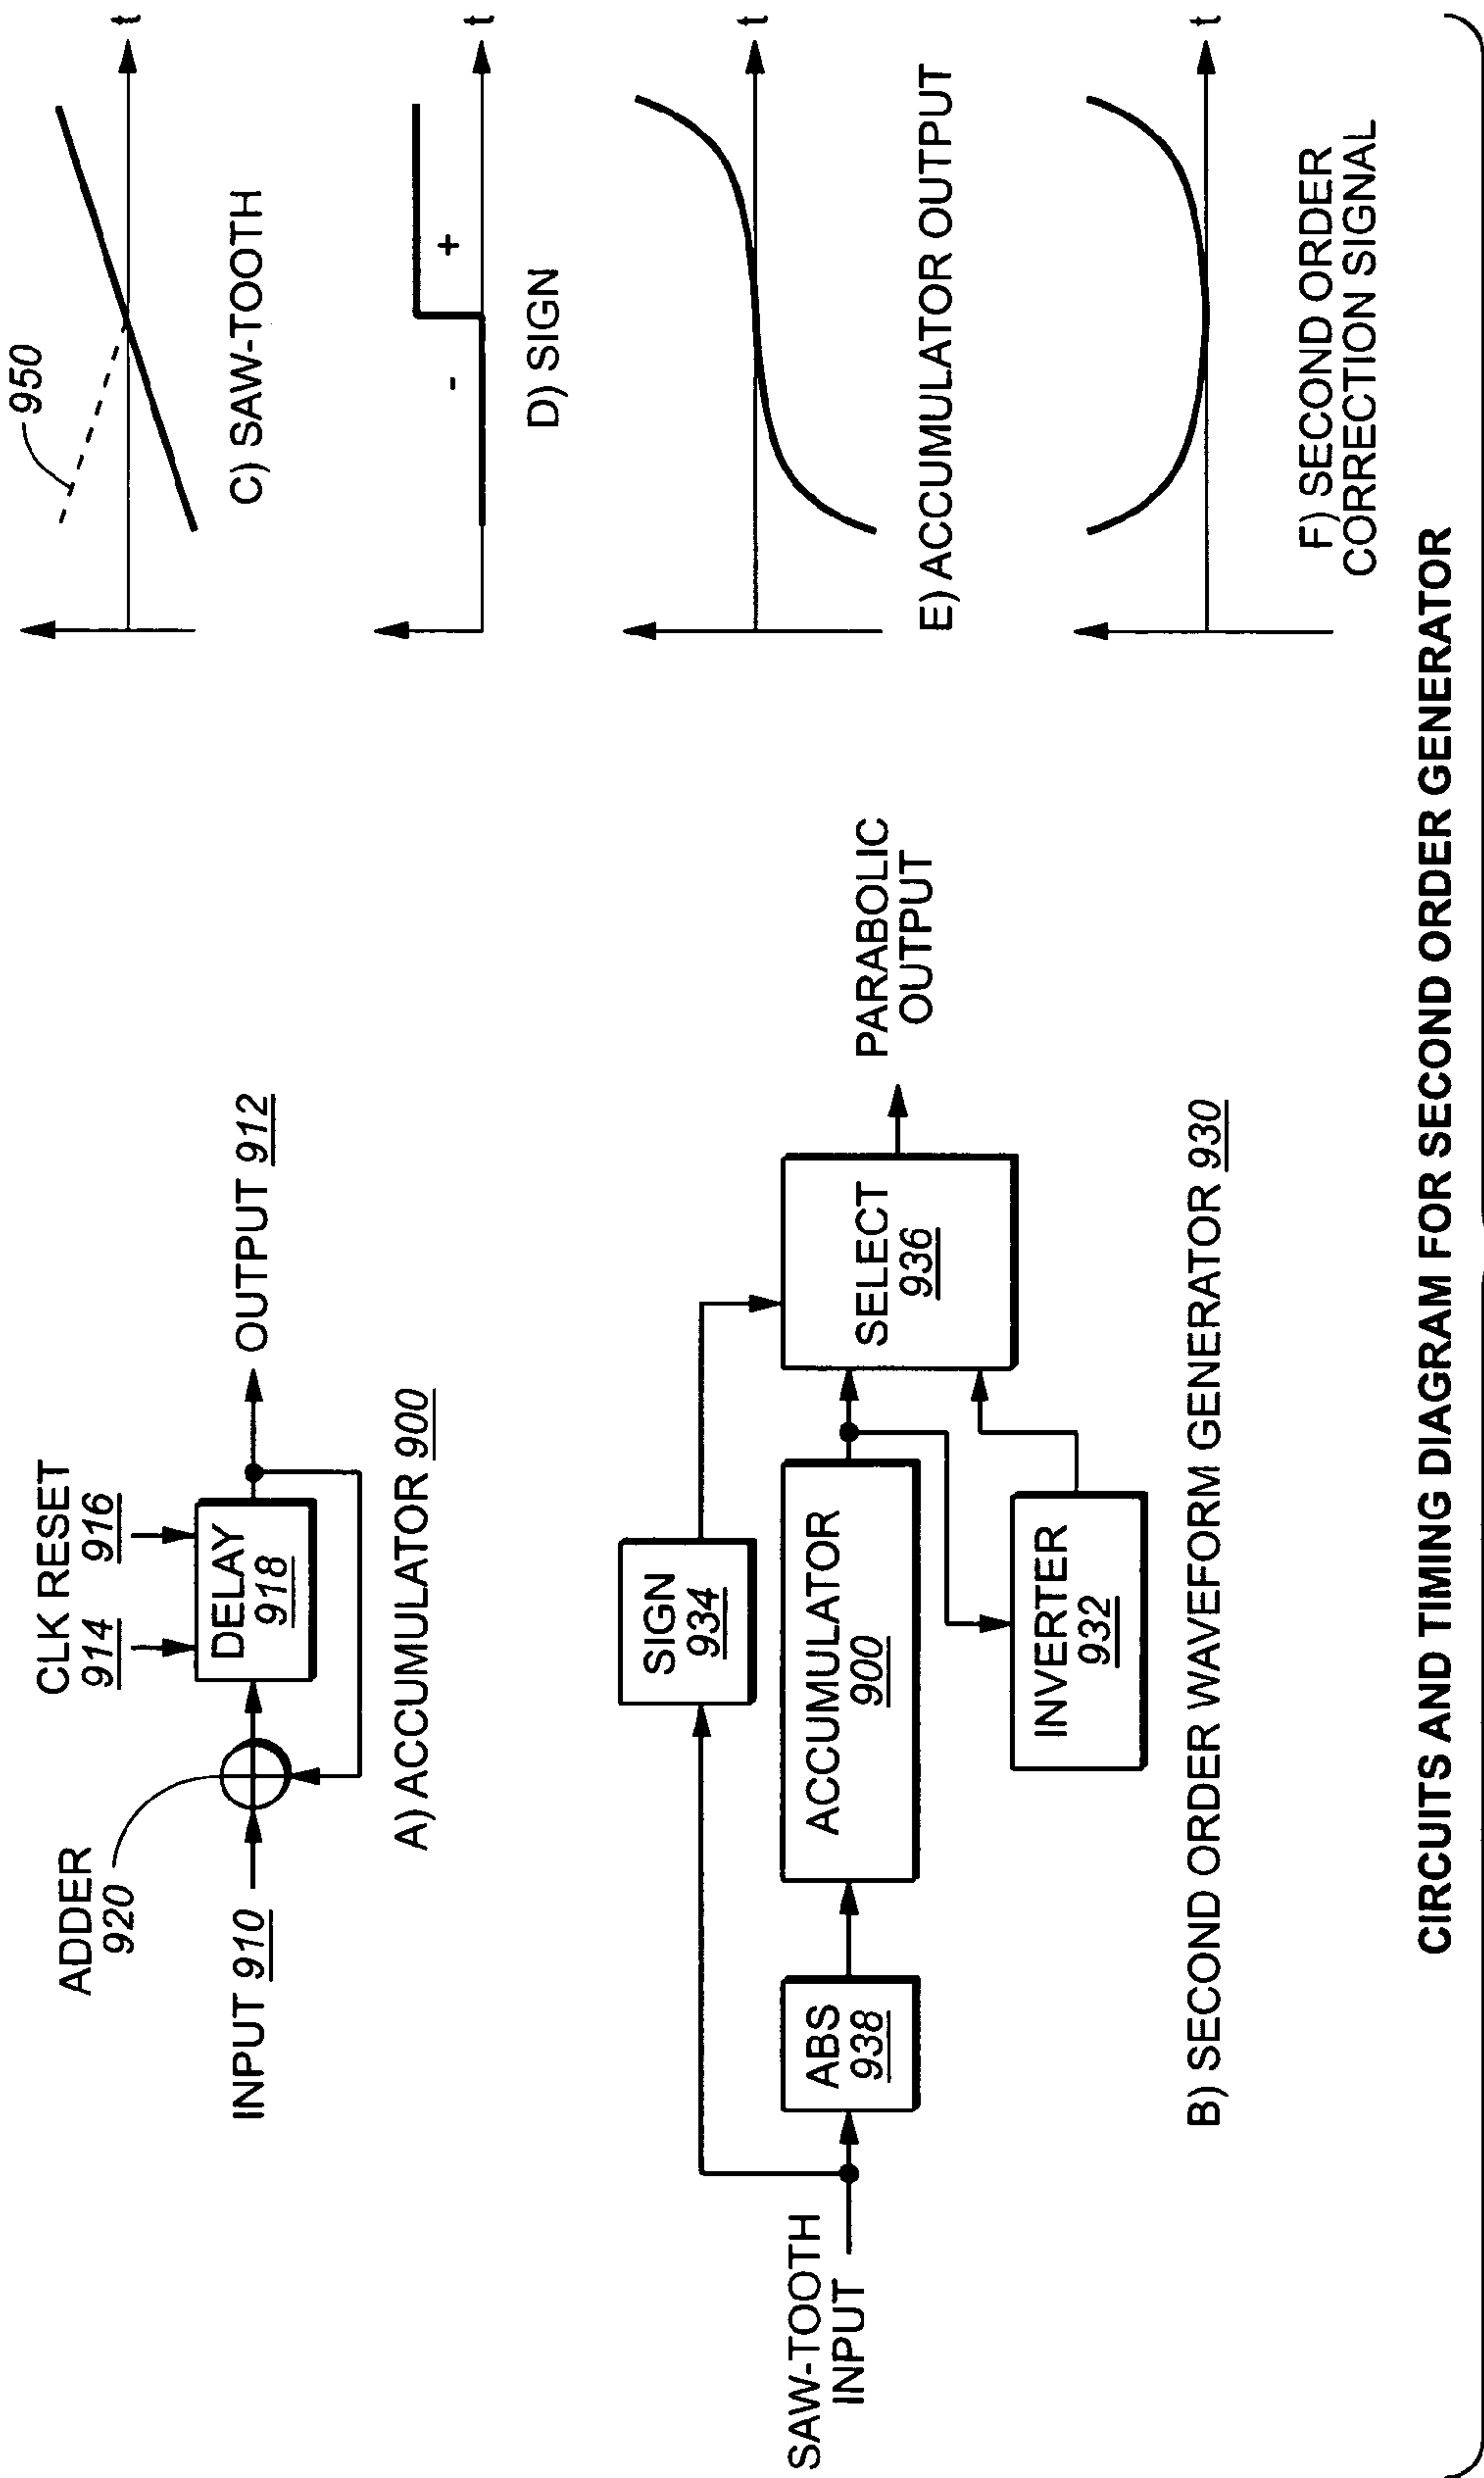 ADDER
920
CLK RESET
914 916
INPUT 910
DELAY
918
OUTPUT 912
A) ACCUMULATOR 900
SAW-TOOTH
INPUT
ABS
938
SIGN
934
ACCUMULATOR
900
INVERTER
932
SELECT
936
PARABOLIC
OUTPUT
B) SECOND ORDER WAVEFORM GENERATOR 930
950
t
C) SAW-TOOTH
- +
t
D) SIGN
t
E) ACCUMULATOR OUTPUT
t
F) SECOND ORDER
CORRECTION SIGNAL
CIRCUITS AND TIMING DIAGRAM FOR SECOND ORDER GENERATOR